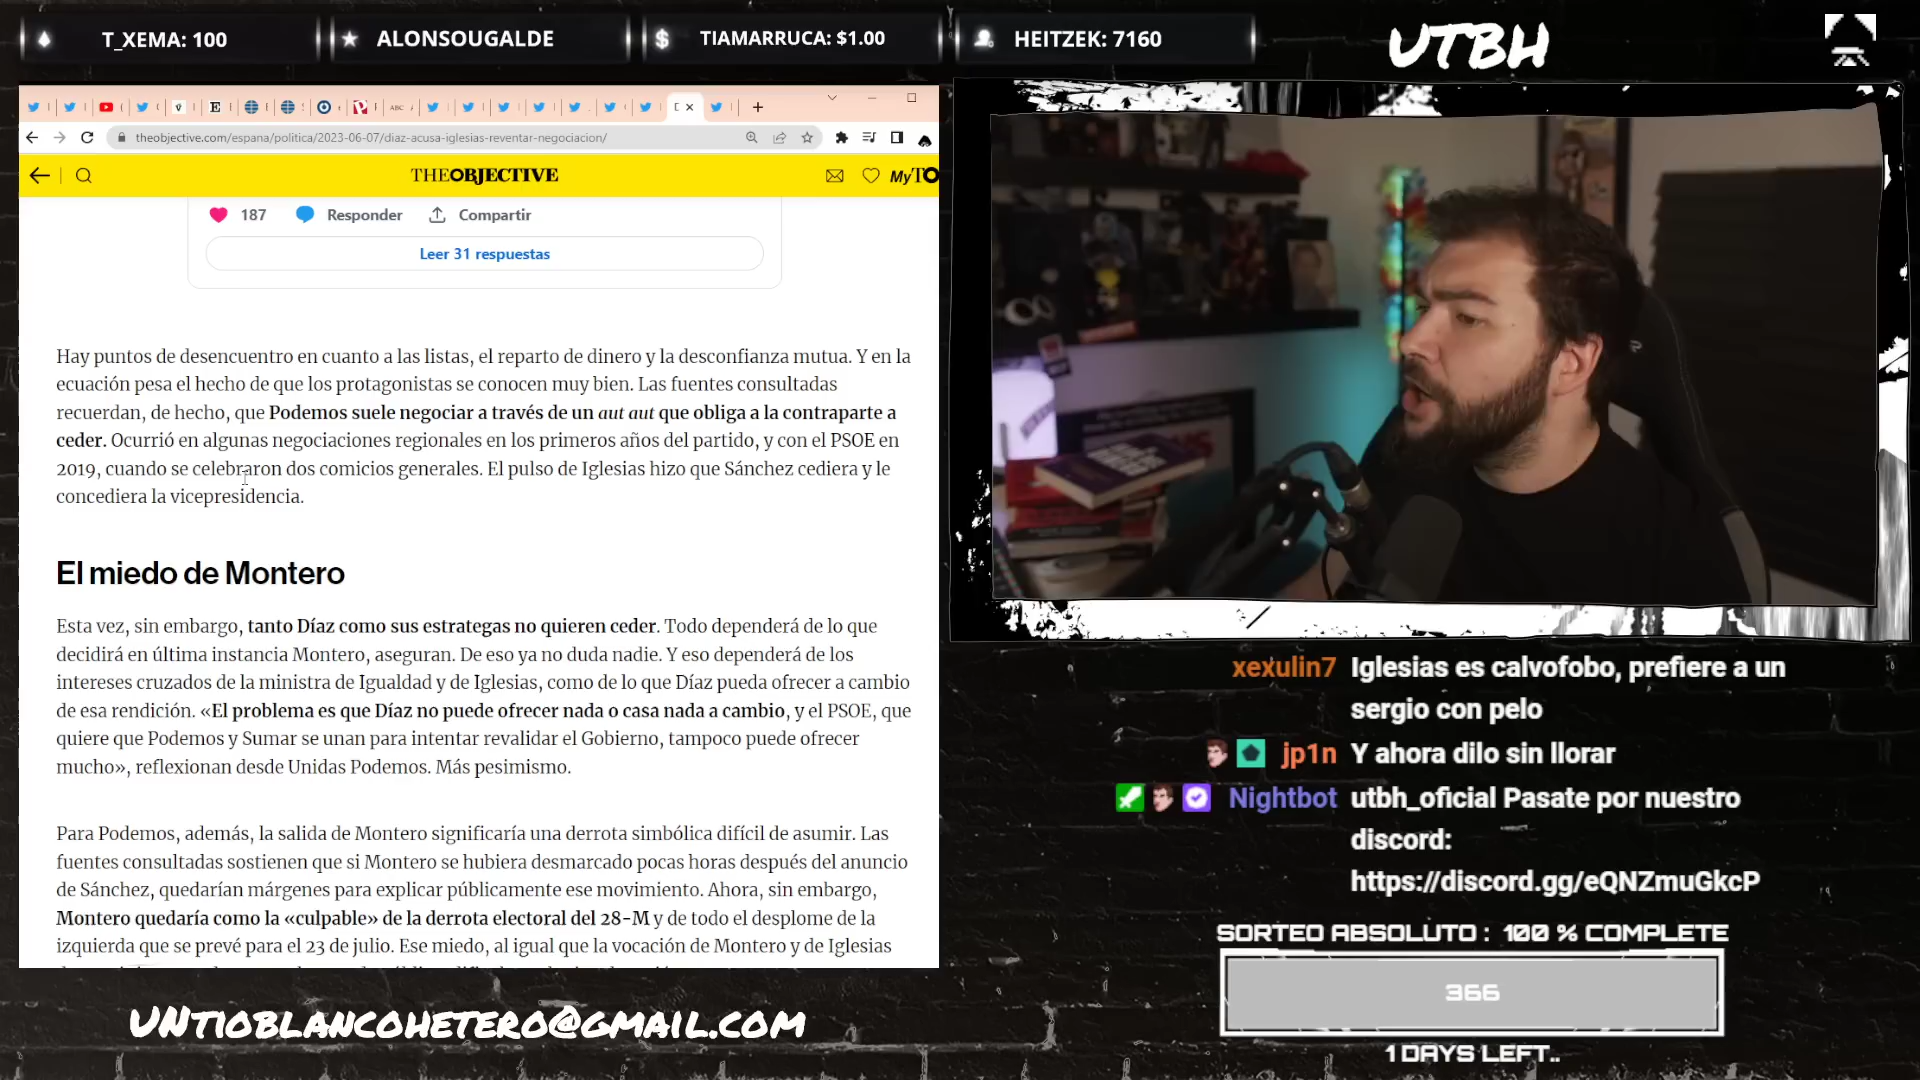 T_XEMA: 100
ALONSOUGALDE
TIAMARRUCA: $1.00
HEITZEK: 7160
UTBH
theobjective.com/espana/politica/2023-06-07/diaz-acusa-iglesias-reventar-negociacion/
THEOBJECTIVE
MyTO
187 Responder Compartir
Leer 31 respuestas
Hay puntos de desencuentro en cuanto a las listas, el reparto de dinero y la desconfianza mutua. Y en la
ecuación pesa el hecho de que los protagonistas se conocen muy bien. Las fuentes consultadas
recuerdan, de hecho, que Podemos suele negociar a través de un aut aut que obliga a la contraparte a
ceder. Ocurrió en algunas negociaciones regionales en los primeros años del partido, y con el PSOE en
2019, cuando se celebraron dos comicios generales. El pulso de Iglesias hizo que Sánchez cediera y le
concediera la vicepresidencia.
El miedo de Montero
Esta vez, sin embargo, tanto Díaz como sus estrategas no quieren ceder. Todo dependerá de lo que
decidirá en última instancia Montero, aseguran. De eso ya no duda nadie. Y eso dependerá de los
intereses cruzados de la ministra de Igualdad y de Iglesias, como de lo que Díaz pueda ofrecer a cambio
de esa rendición. «El problema es que Díaz no puede ofrecer nada o casa nada a cambio, y el PSOE, que
quiere que Podemos y Sumar se unan para intentar revalidar el Gobierno, tampoco puede ofrecer
mucho», reflexionan desde Unidas Podemos. Más pesimismo.
Para Podemos, además, la salida de Montero significaría una derrota simbólica difícil de asumir. Las
fuentes consultadas sostienen que si Montero se hubiera desmarcado pocas horas después del anuncio
de Sánchez, quedarían márgenes para explicar públicamente ese movimiento. Ahora, sin embargo,
Montero quedaría como la «culpable» de la derrota electoral del 28-M y de todo el desplome de la
izquierda que se prevé para el 23 de julio. Ese miedo, al igual que la vocación de Montero y de Iglesias
xexulin7 Iglesias es calvofobo, prefiere a un
sergio con pelo
jp1n Y ahora dilo sin llorar
Nightbot utbh_oficial Pasate por nuestro
discord:
https://discord.gg/eQNZmuGkcP
SORTEO ABSOLUTO : 100 % COMPLETE
366
1 DAYS LEFT..
UNTIOBLANCOHETERO@GMAIL.COM